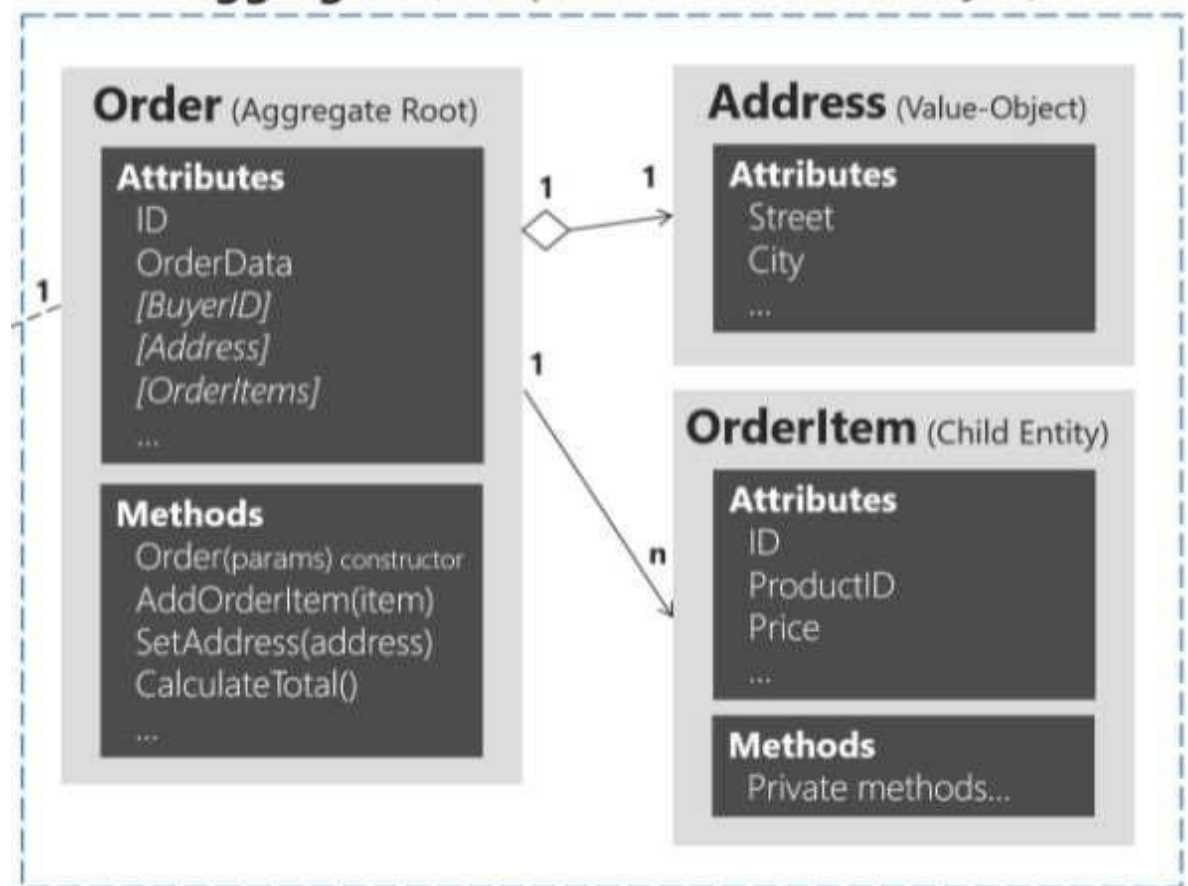 Order (Aggregate Root)
Attributes
ID
OrderData
[BuyerID]
[Address]
[OrderItems]
...
Methods
Order(params) constructor
AddOrderItem(item)
SetAddress(address)
CalculateTotal()
...
1
1
1
1
n
Address (Value-Object)
Attributes
Street
City
...
OrderItem (Child Entity)
Attributes
ID
ProductID
Price
...
Methods
Private methods...